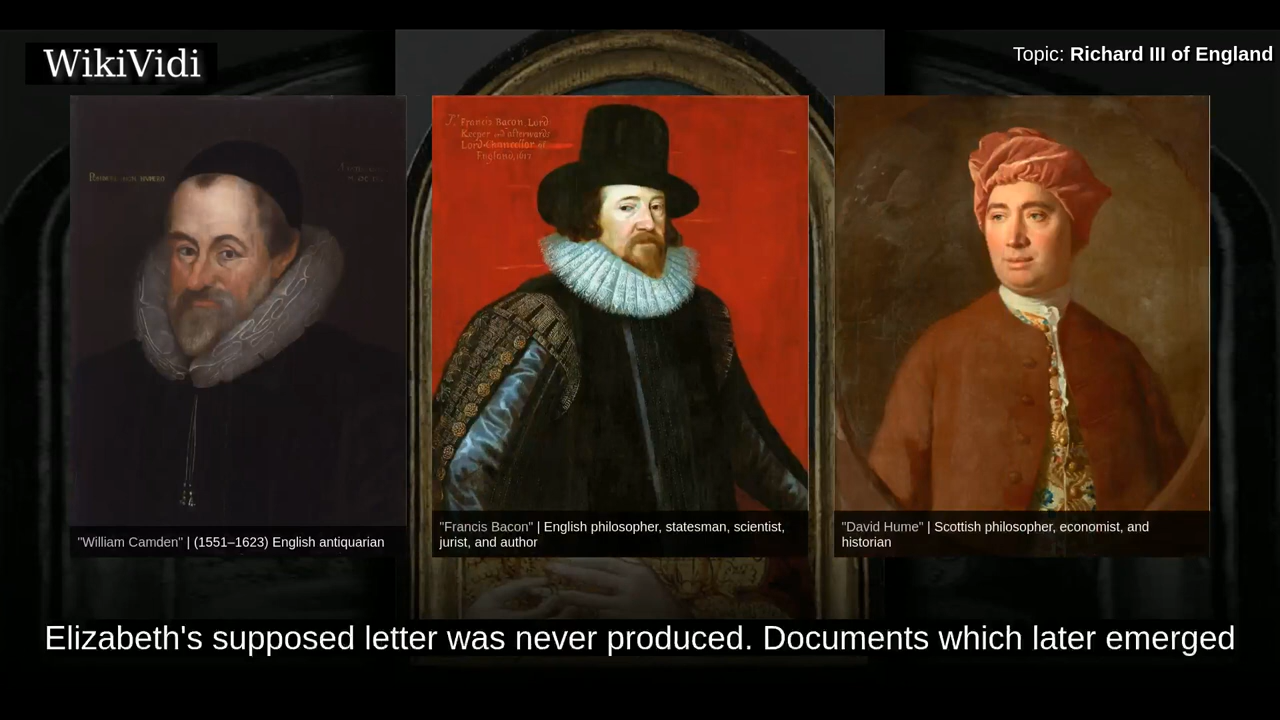 WikiVidi
Topic: Richard III of England
Sr Francis Bacon, Lord
Keeper and afterwards
Lord Chancellor of
England, 1617
"William Camden" | (1551–1623) English antiquarian
"Francis Bacon" | English philosopher, statesman, scientist,
jurist, and author
"David Hume" | Scottish philosopher, economist, and
historian
Elizabeth's supposed letter was never produced. Documents which later emerged